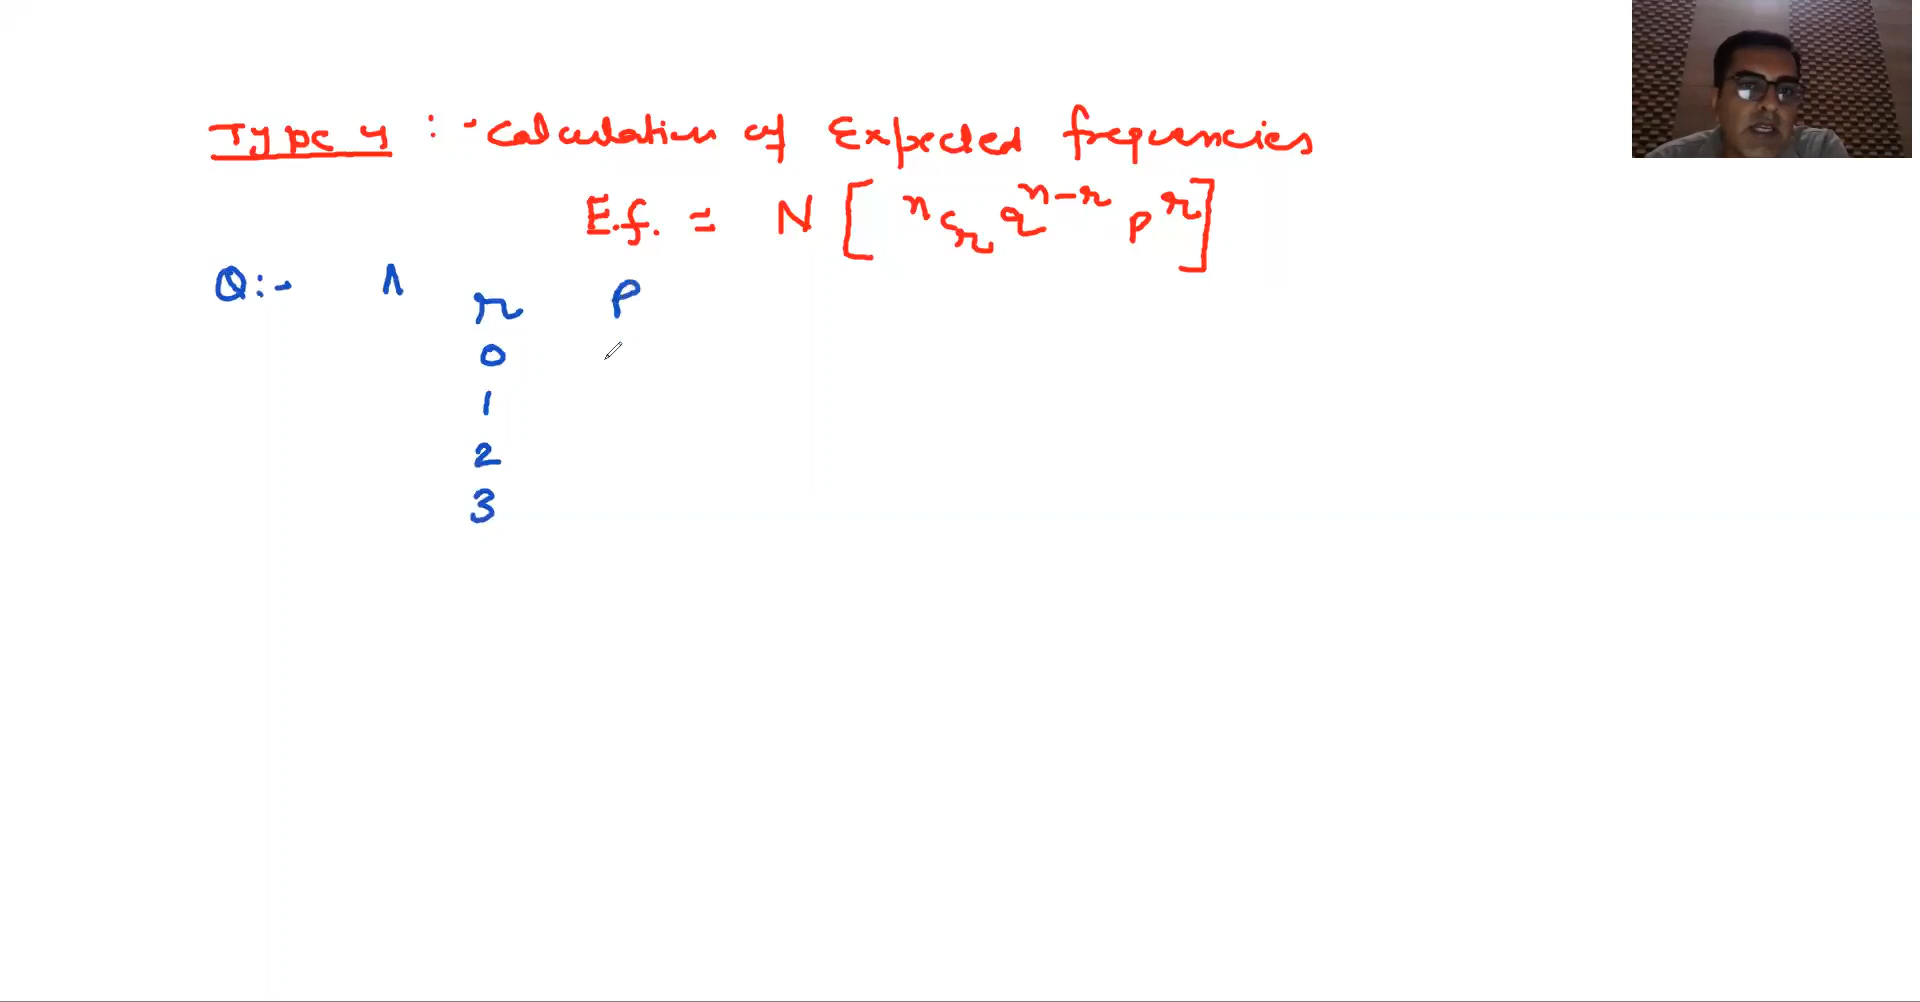 Type 4 :- Calculation of Expected frequencies
E.f. = N [ ⁿCᵣ qⁿ⁻ʳ pʳ ]
Q:-
r P
0
1
2
3